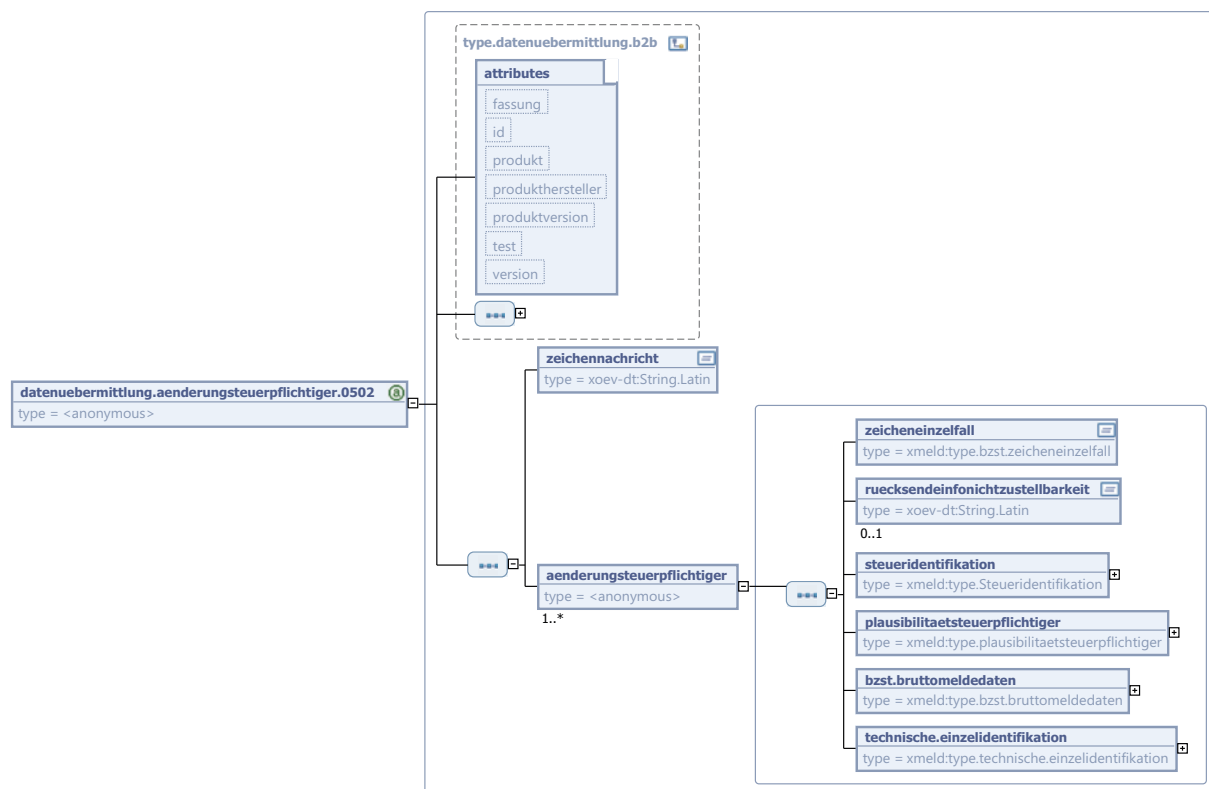 type.datenuebermittlung.b2b
attributes
fassung
id
produkt
produkthersteller
produktversion
test
version
zeichennachricht
type = xoev-dt:String.Latin
datenuebermittlung.aenderungsteuerpflichtiger.0502
type = <anonymous>
zeicheneinzelfall
type = xmeld:type.bzst.zeicheneinzelfall
ruecksendeinfonichtzustellbarkeit
type = xoev-dt:String.Latin
0..1
aenderungsteuerpflichtiger
type = <anonymous>
1..*
steueridentifikation
type = xmeld:type.Steueridentifikation
plausibilitaetsteuerpflichtiger
type = xmeld:type.plausibilitaetsteuerpflichtiger
bzst.bruttomeldedaten
type = xmeld:type.bzst.bruttomeldedaten
technische.einzelidentifikation
type = xmeld:type.technische.einzelidentifikation